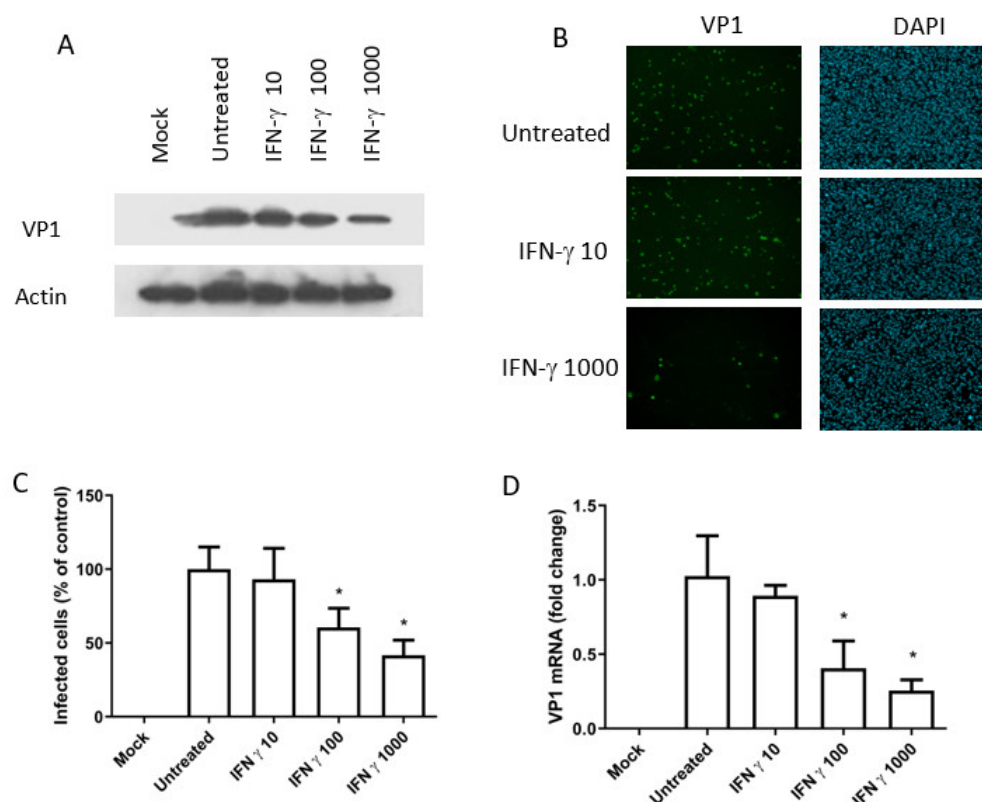 A
Mock
Untreated
IFN-γ 10
IFN-γ 100
IFN-γ 1000
VP1
Actin
B
VP1
DAPI
Untreated
IFN-γ 10
IFN-γ 1000
C
Infected cells (% of control)
150
100
50
0
*
*
Mock
Untreated
IFN γ 10
IFN γ 100
IFN γ 1000
D
VP1 mRNA (fold change)
1.5
1.0
0.5
0.0
*
*
Mock
Untreated
IFN γ 10
IFN γ 100
IFN γ 1000